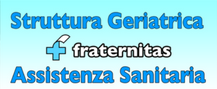 Struttura Geriatrica
fraternitas
Assistenza Sanitaria